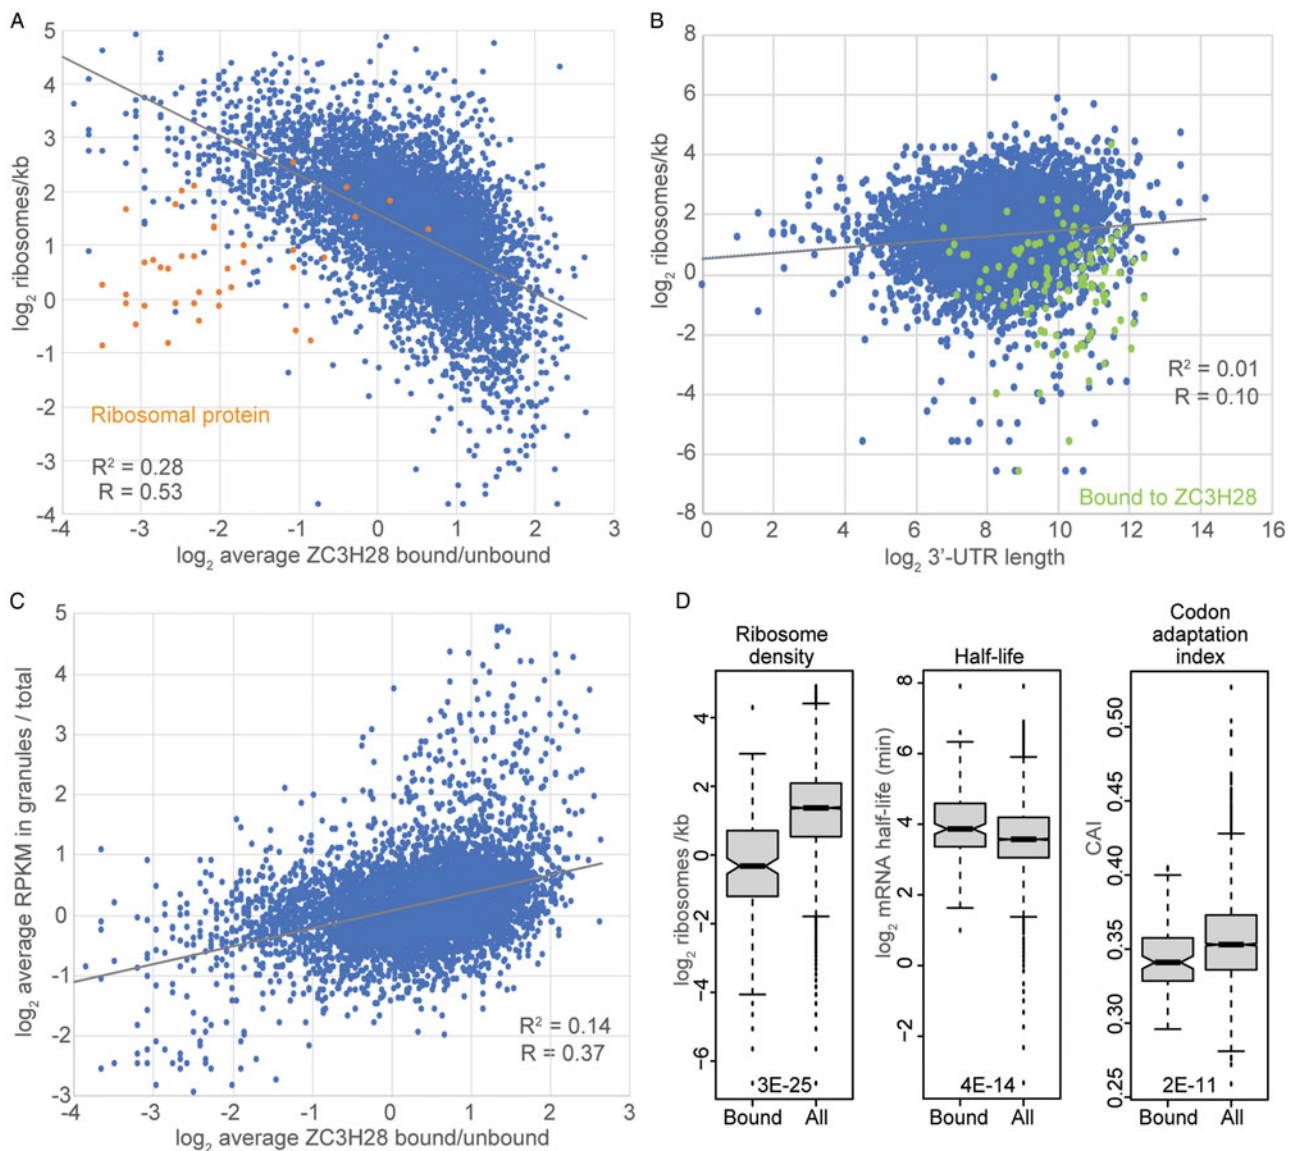 A
log2 ribosomes/kb
5
4
3
2
1
0
-1
-2
-3
-4
Ribosomal protein
R² = 0.28
R = 0.53
-4 -3 -2 -1 0 1 2 3
log2 average ZC3H28 bound/unbound
B
log2 ribosomes/kb
8
6
4
2
0
-2
-4
-6
-8
R² = 0.01
R = 0.10
Bound to ZC3H28
0 2 4 6 8 10 12 14 16
log2 3'-UTR length
C
log2 average RPKM in granules / total
5
4
3
2
1
0
-1
-2
-3
R² = 0.14
R = 0.37
-4 -3 -2 -1 0 1 2 3
log2 average ZC3H28 bound/unbound
D
Ribosome
density
log2 ribosomes /kb
4
2
0
−2
−4
−6
3E-25
Bound All
Half-life
log2 mRNA half-life (min)
8
6
4
2
0
−2
4E-14
Bound All
Codon
adaptation
index
CAI
0.50
0.45
0.40
0.35
0.30
0.25
2E-11
Bound All